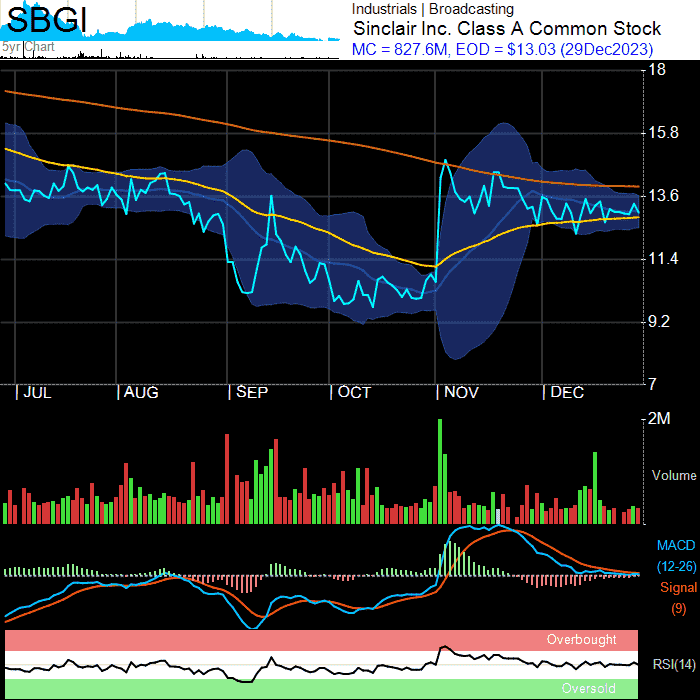 SBGI
Industrials | Broadcasting
Sinclair Inc. Class A Common Stock
5yr Chart
MC = 827.6M, EOD = $13.03 (29Dec2023)
18
15.8
13.6
11.4
9.2
7
| JUL | AUG | SEP | OCT | NOV | DEC
2M
Volume
MACD
(12-26)
Signal
(9)
Overbought
RSI(14)
Oversold